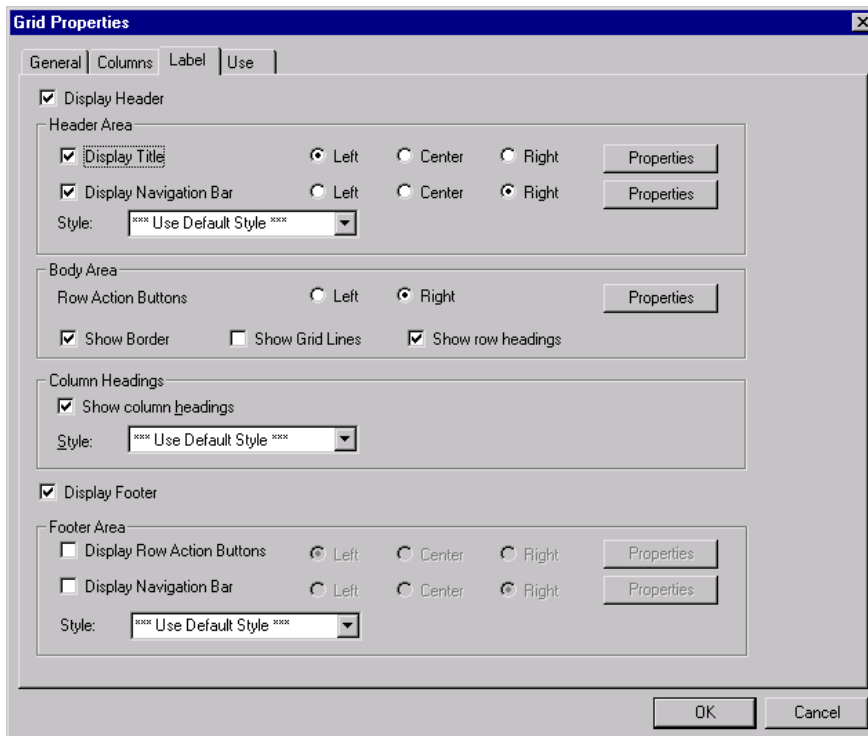 Grid Properties
General Columns Label Use
Display Header
Header Area
Display Title Left Center Right Properties
Display Navigation Bar Left Center Right Properties
Style: *** Use Default Style ***
Body Area
Row Action Buttons Left Right Properties
Show Border Show Grid Lines Show row headings
Column Headings
Show column headings
Style: *** Use Default Style ***
Display Footer
Footer Area
Display Row Action Buttons Left Center Right Properties
Display Navigation Bar Left Center Right Properties
Style: *** Use Default Style ***
OK Cancel